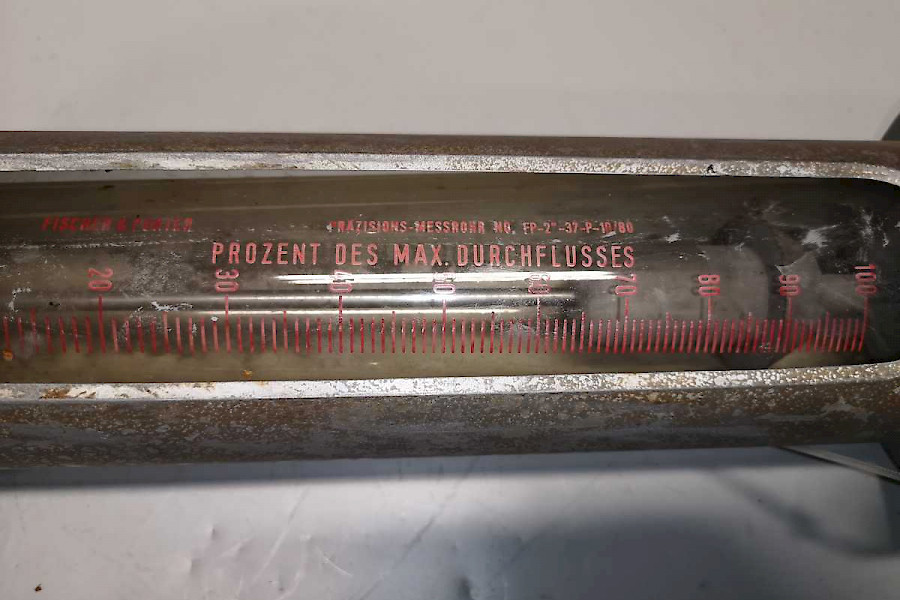 FISCHER & PORTER
PRÄZISIONS-MESSROHR NO. FP-2"-37-P-10/80
PROZENT DES MAX. DURCHFLUSSES
20 30 40 50 60 70 80 90 100